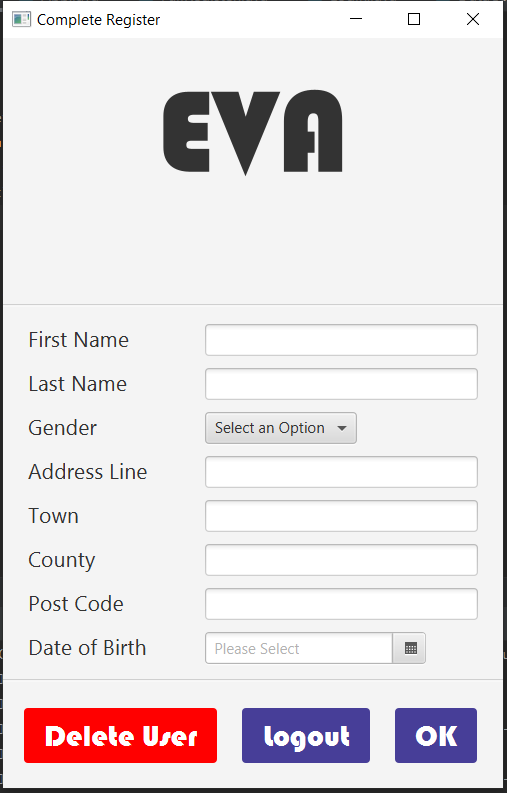 Complete Register
EVA
First Name
Last Name
Gender Select an Option
Address Line
Town
County
Post Code
Date of Birth Please Select
Delete User Logout OK